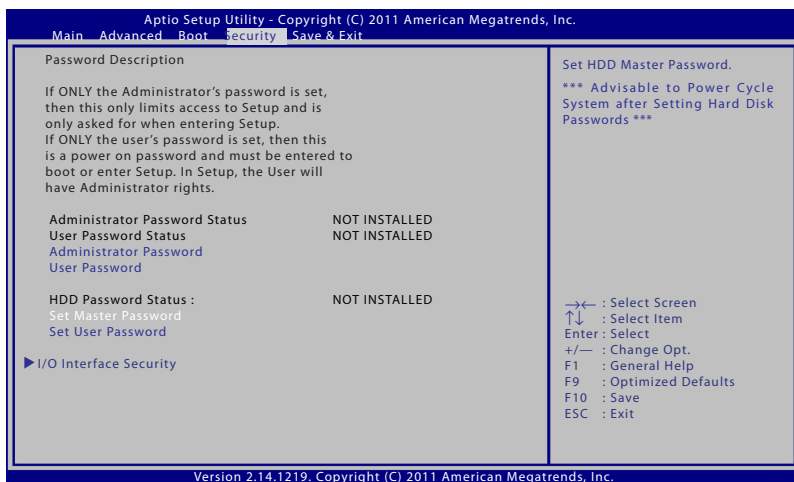 Aptio Setup Utility - Copyright (C) 2011 American Megatrends, Inc.
Main Advanced Boot Security Save & Exit
Password Description
If ONLY the Administrator's password is set,
then this only limits access to Setup and is
only asked for when entering Setup.
If ONLY the user's password is set, then this
is a power on password and must be entered to
boot or enter Setup. In Setup, the User will
have Administrator rights.
Administrator Password Status NOT INSTALLED
User Password Status NOT INSTALLED
Administrator Password
User Password
HDD Password Status : NOT INSTALLED
Set Master Password
Set User Password
▶I/O Interface Security
Set HDD Master Password.
*** Advisable to Power Cycle
System after Setting Hard Disk
Passwords ***
→← : Select Screen
↑↓ : Select Item
Enter : Select
+/— : Change Opt.
F1 : General Help
F9 : Optimized Defaults
F10 : Save
ESC : Exit
Version 2.14.1219. Copyright (C) 2011 American Megatrends, Inc.